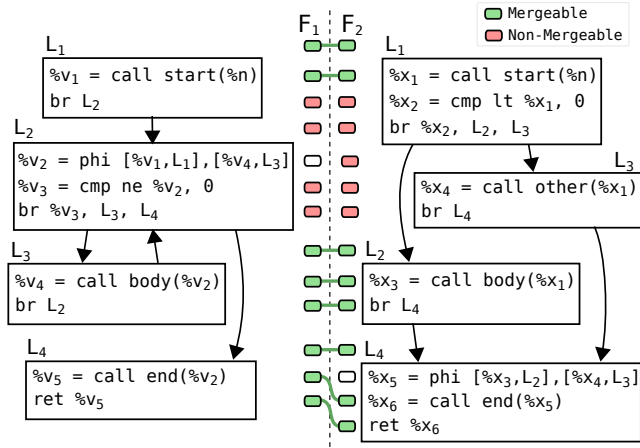 F1 F2
Mergeable
Non-Mergeable
L1
%v1 = call start(%n)
br L2
L2
%v2 = phi [%v1,L1],[%v4,L3]
%v3 = cmp ne %v2, 0
br %v3, L3, L4
L3
%v4 = call body(%v2)
br L2
L4
%v5 = call end(%v2)
ret %v5
L1
%x1 = call start(%n)
%x2 = cmp lt %x1, 0
br %x2, L2, L3
L3
%x4 = call other(%x1)
br L4
L2
%x3 = call body(%x1)
br L4
L4
%x5 = phi [%x3,L2],[%x4,L3]
%x6 = call end(%x5)
ret %x6